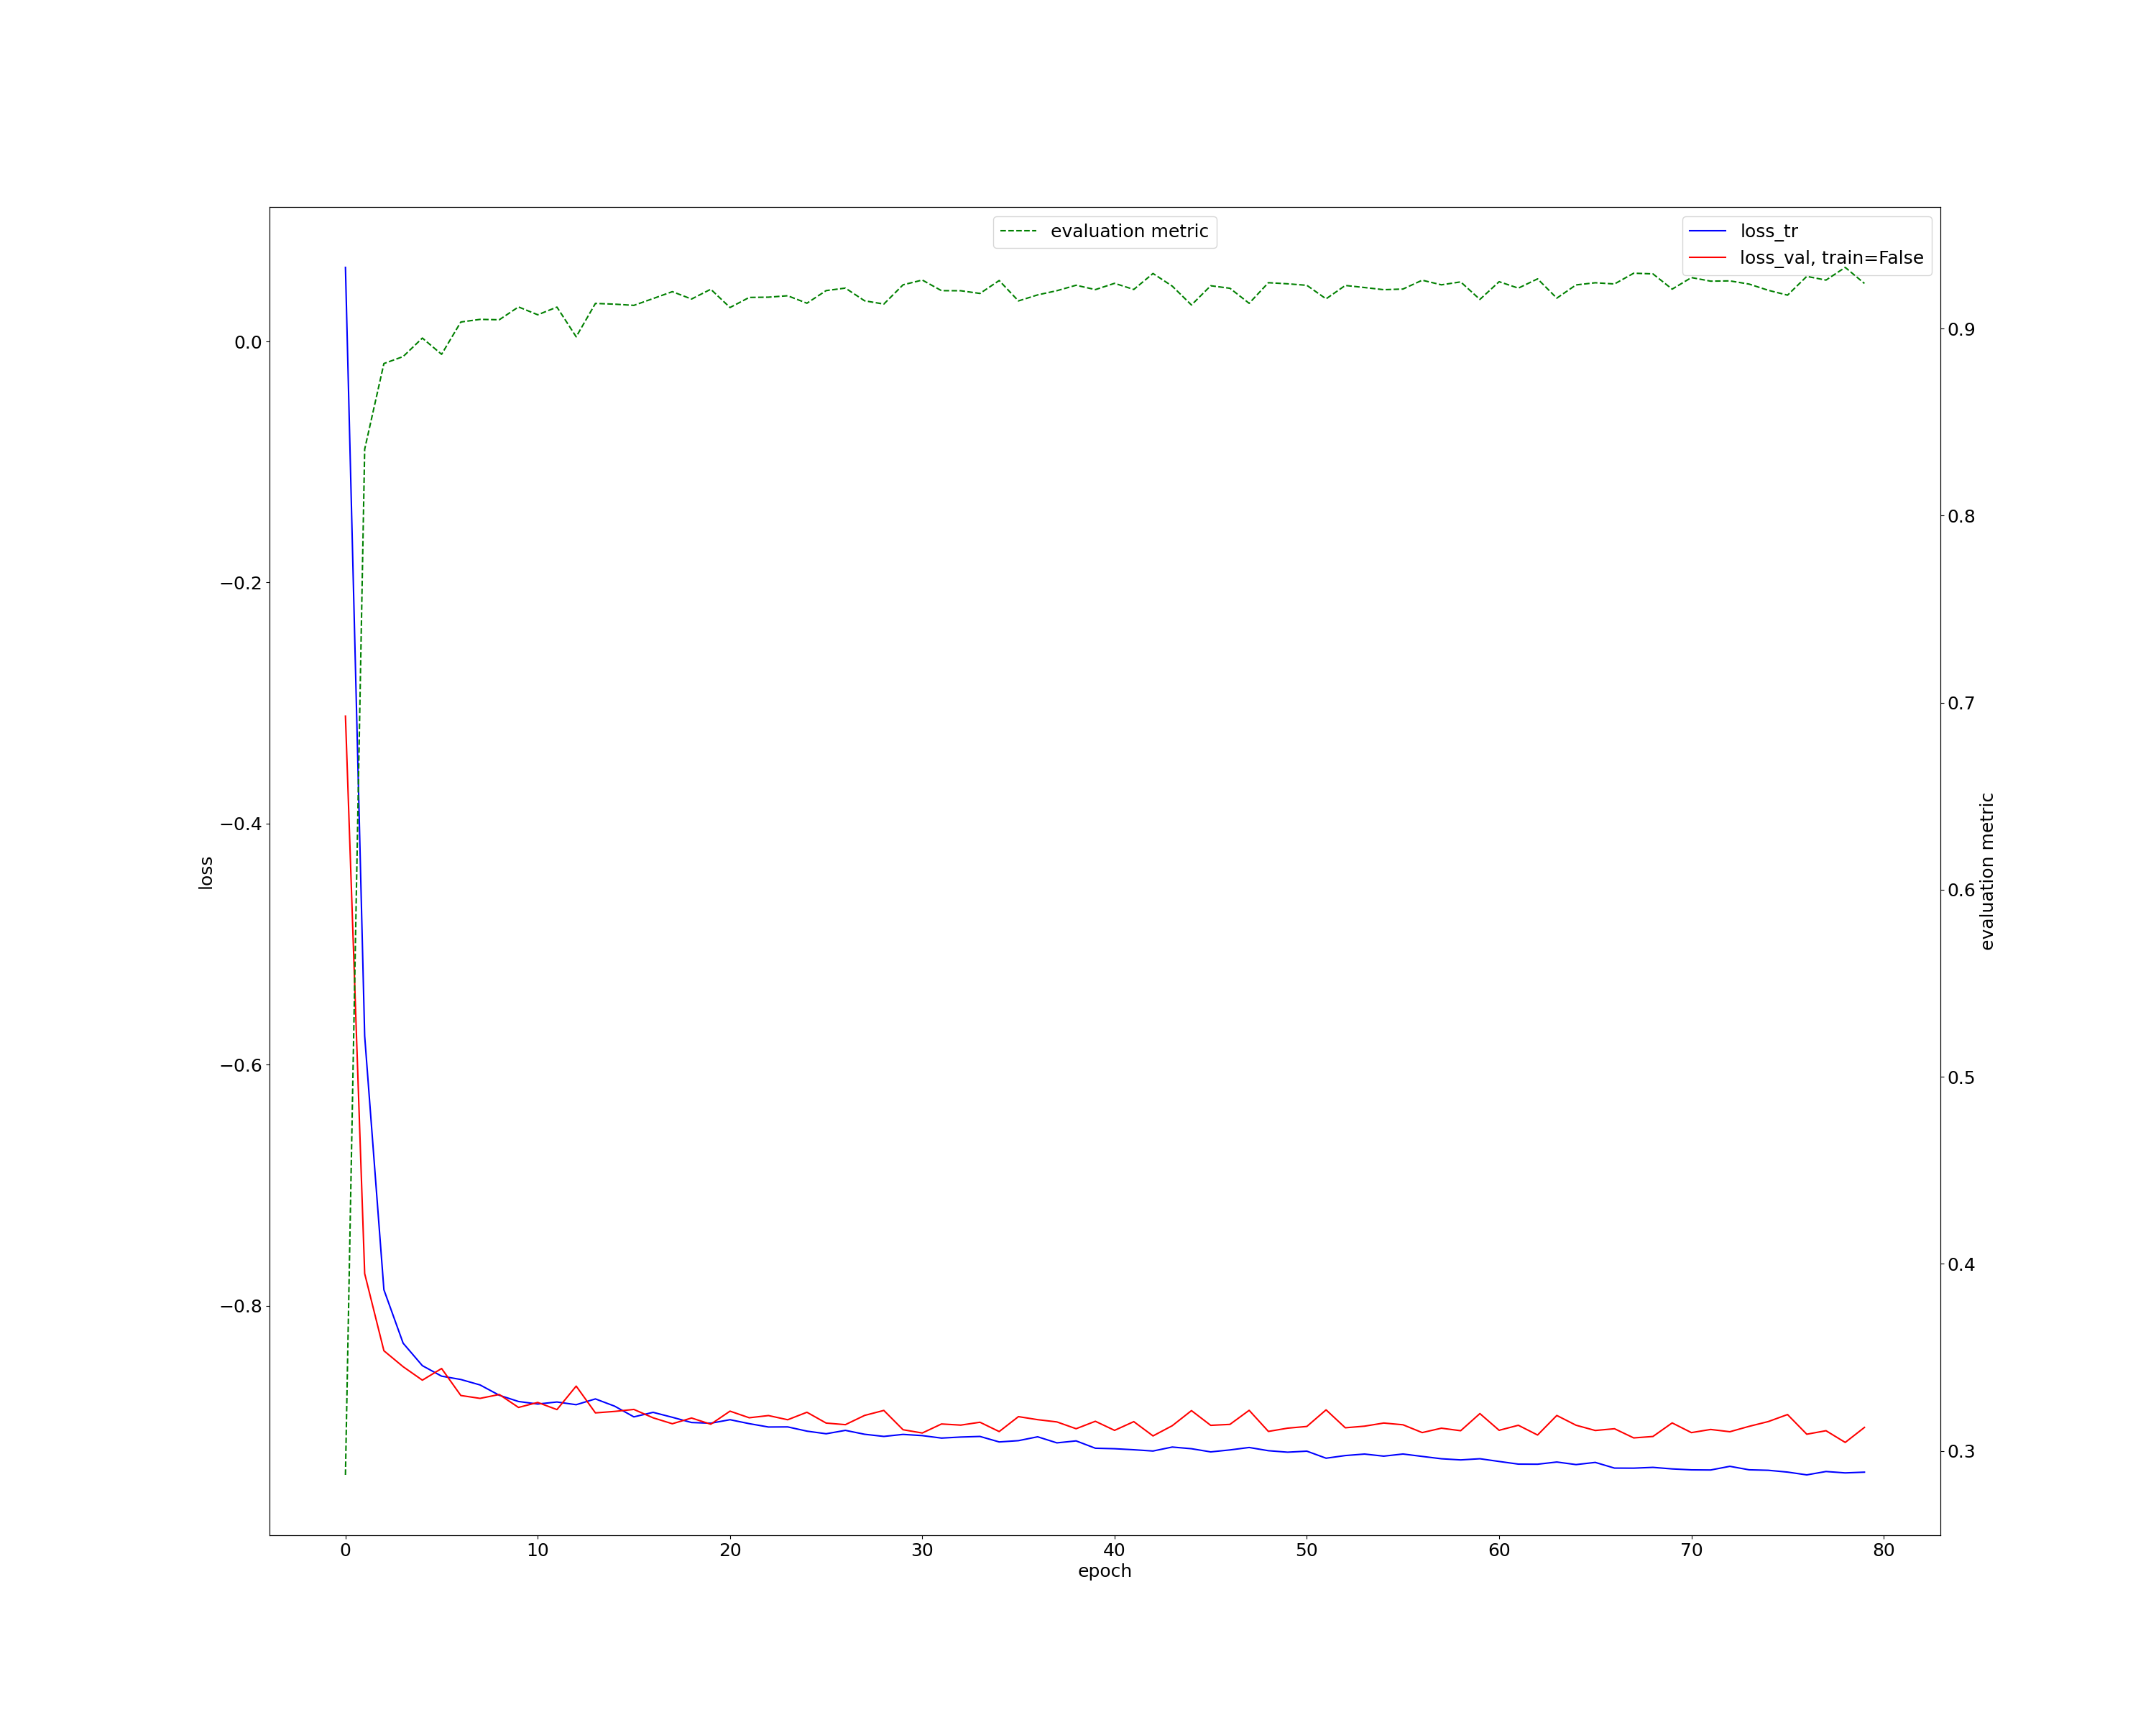 evaluation metric
loss_tr
loss_val, train=False
0.0
−0.2
−0.4
−0.6
−0.8
loss
0.9
0.8
0.7
0.6
0.5
0.4
0.3
evaluation metric
0 10 20 30 40 50 60 70 80
epoch